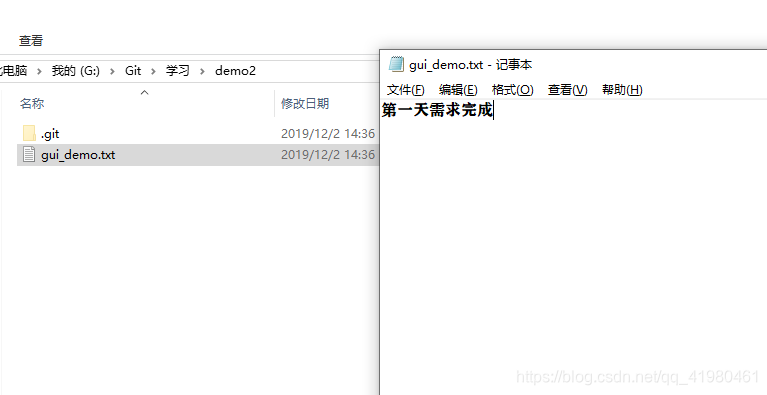 查看
电脑 > 我的 (G:) > Git > 学习 > demo2
名称 修改日期
.git 2019/12/2 14:36
gui_demo.txt 2019/12/2 14:36
gui_demo.txt - 记事本
文件(F) 编辑(E) 格式(O) 查看(V) 帮助(H)
第一天需求完成
https://blog.csdn.net/qq_41980461